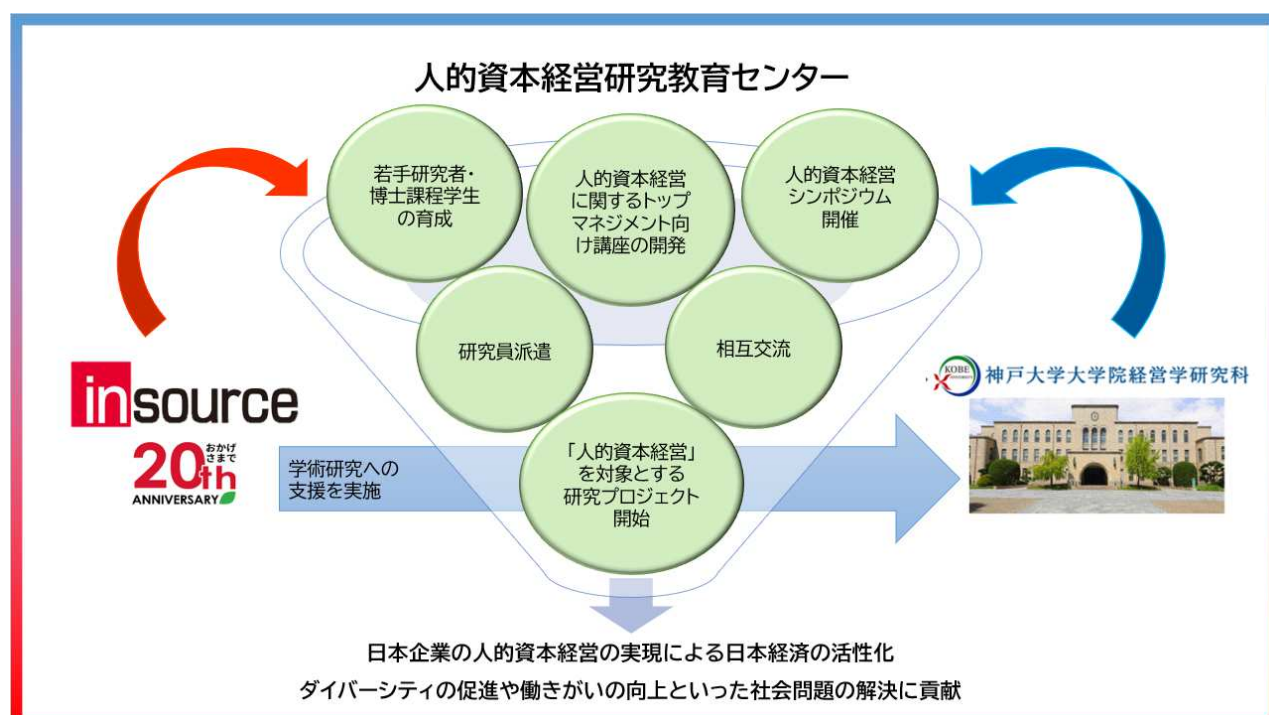 人的資本経営研究教育センター
若手研究者・
博士課程学生
の育成
人的資本経営
に関するトップ
マネジメント向
け講座の開発
人的資本経営
シンポジウム
開催
研究員派遣
相互交流
insource
20th
おかげ
さまで
ANNIVERSARY
学術研究への
支援を実施
「人的資本経営」
を対象とする
研究プロジェクト
開始
KOBE
UNIVERSITY
神戸大学大学院経営学研究科
日本企業の人的資本経営の実現による日本経済の活性化
ダイバーシティの促進や働きがいの向上といった社会問題の解決に貢献